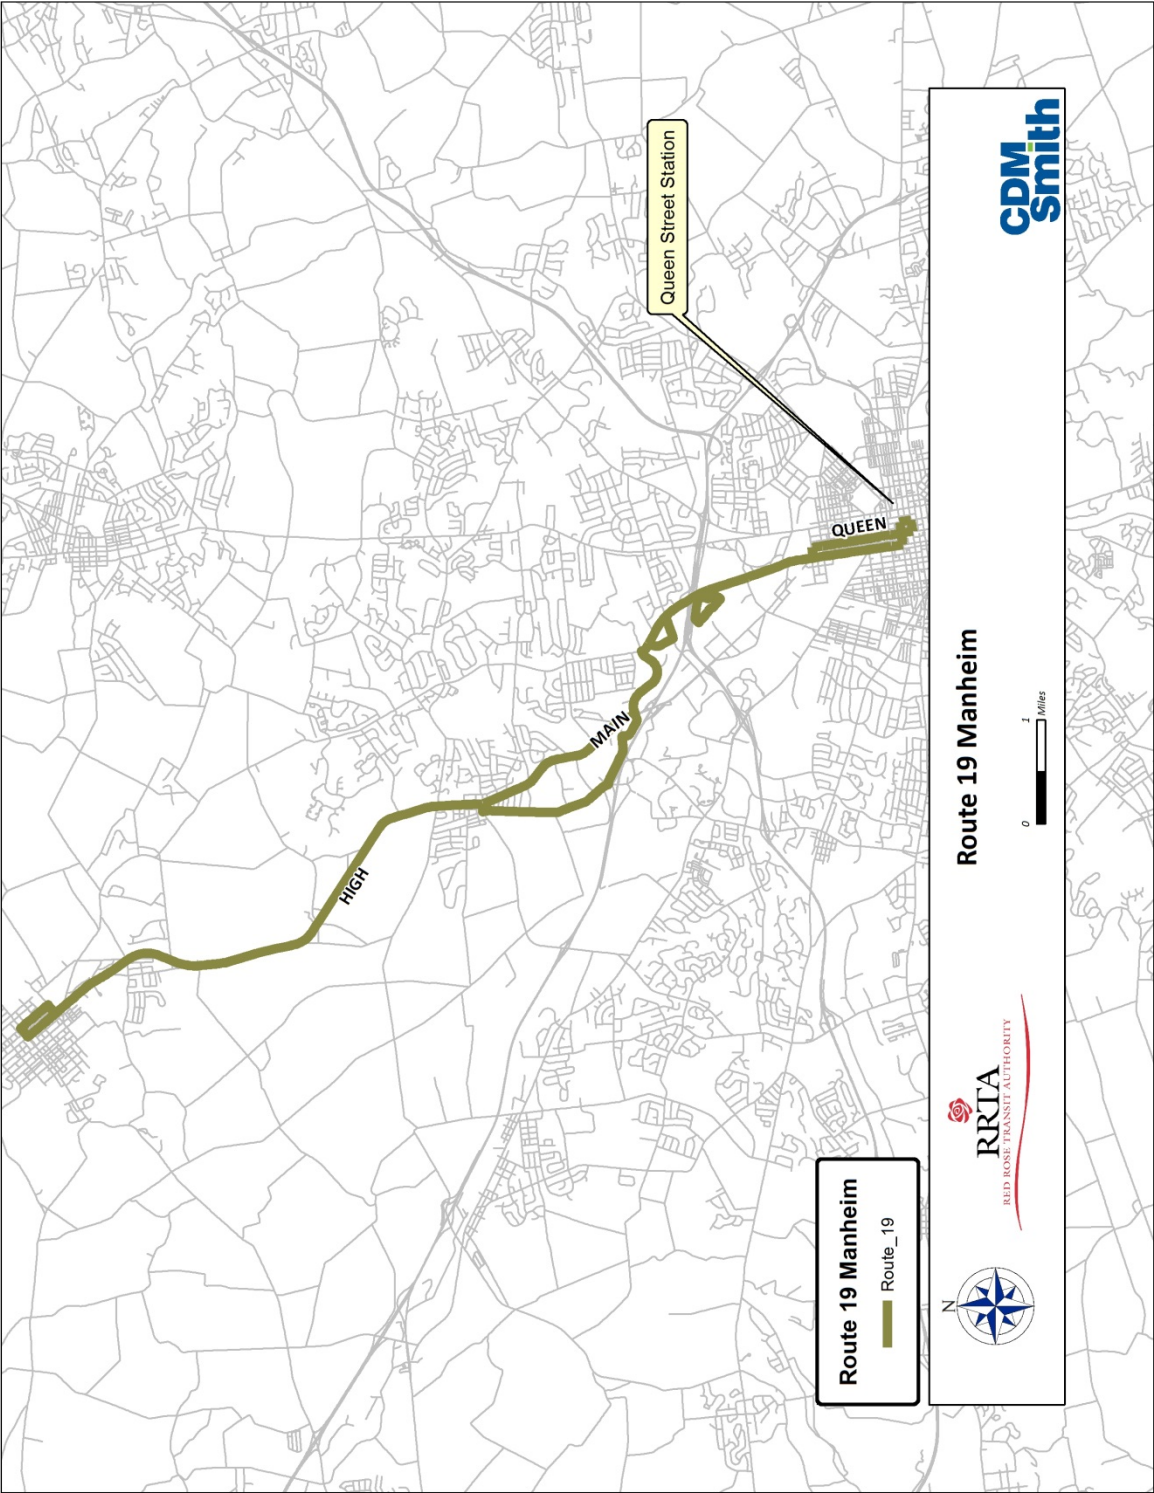 Queen Street Station
QUEEN
MAIN
HIGH
Route 19 Manheim
Route_19
N
RRTA
RED ROSE TRANSIT AUTHORITY
Route 19 Manheim
0 1
Miles
CDM
Smith